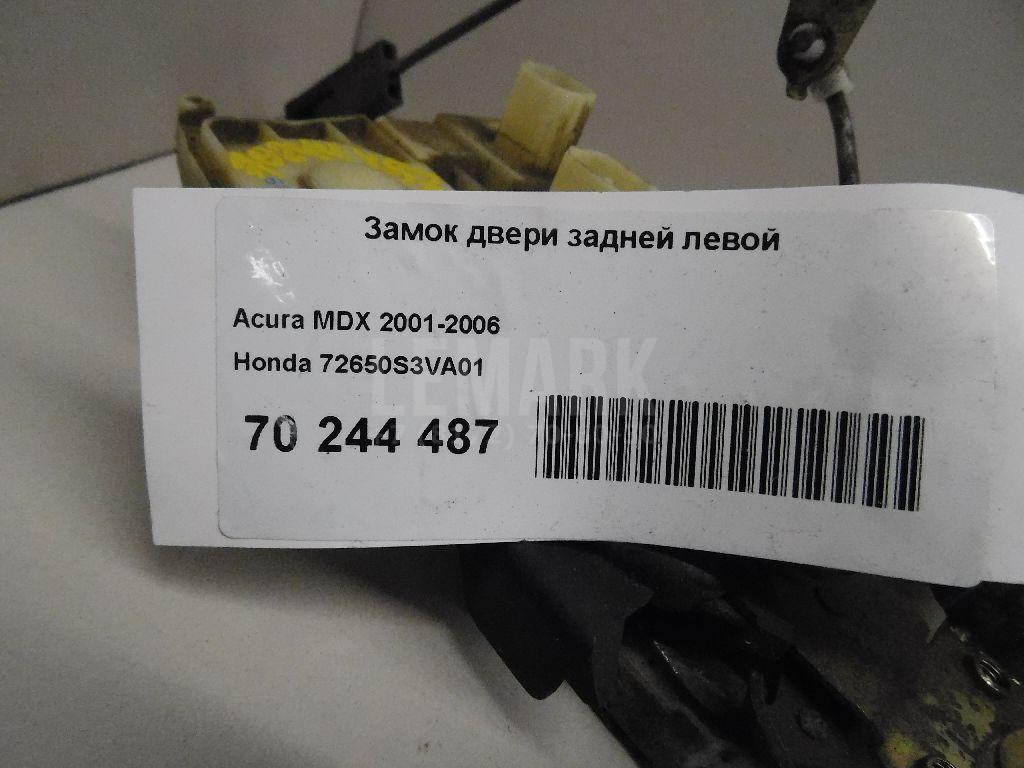 Замок двери задней левой
Acura MDX 2001-2006
Honda 72650S3VA01
LEMARK
70 244 487